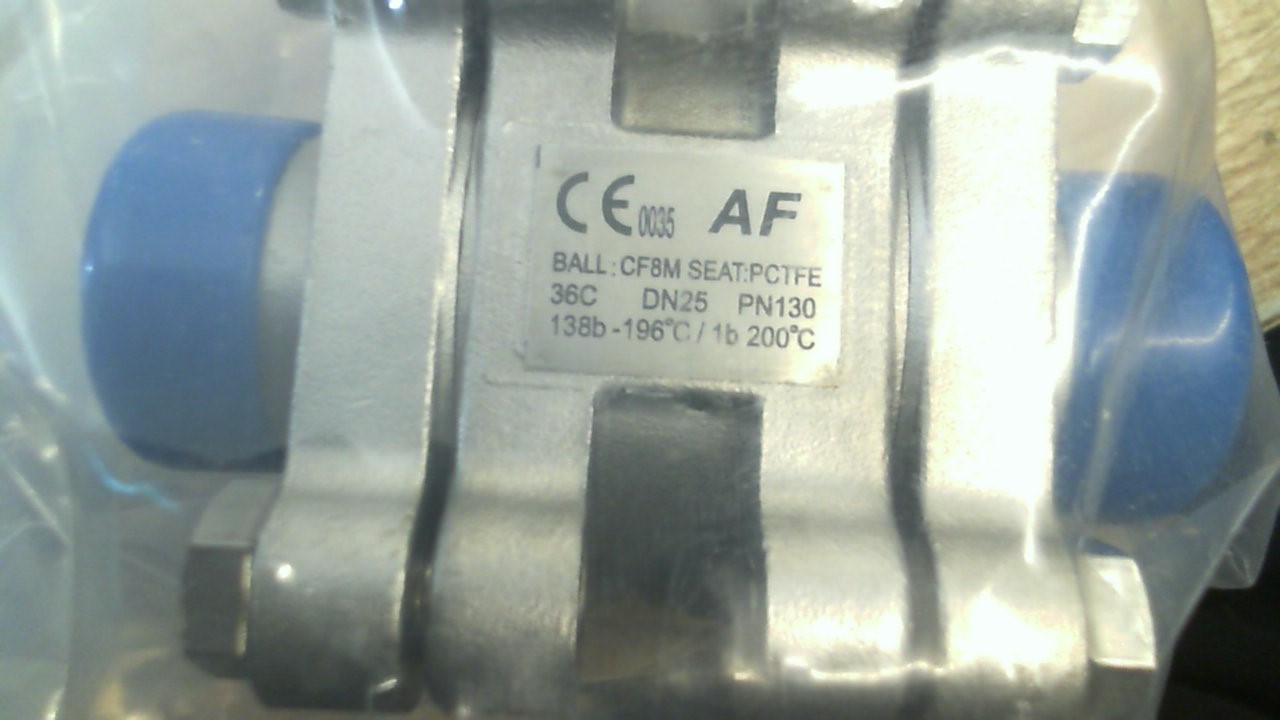 CE 0035 AF
BALL: CF8M SEAT:PCTFE
36C DN25 PN130
138b -196°C / 1b 200°C